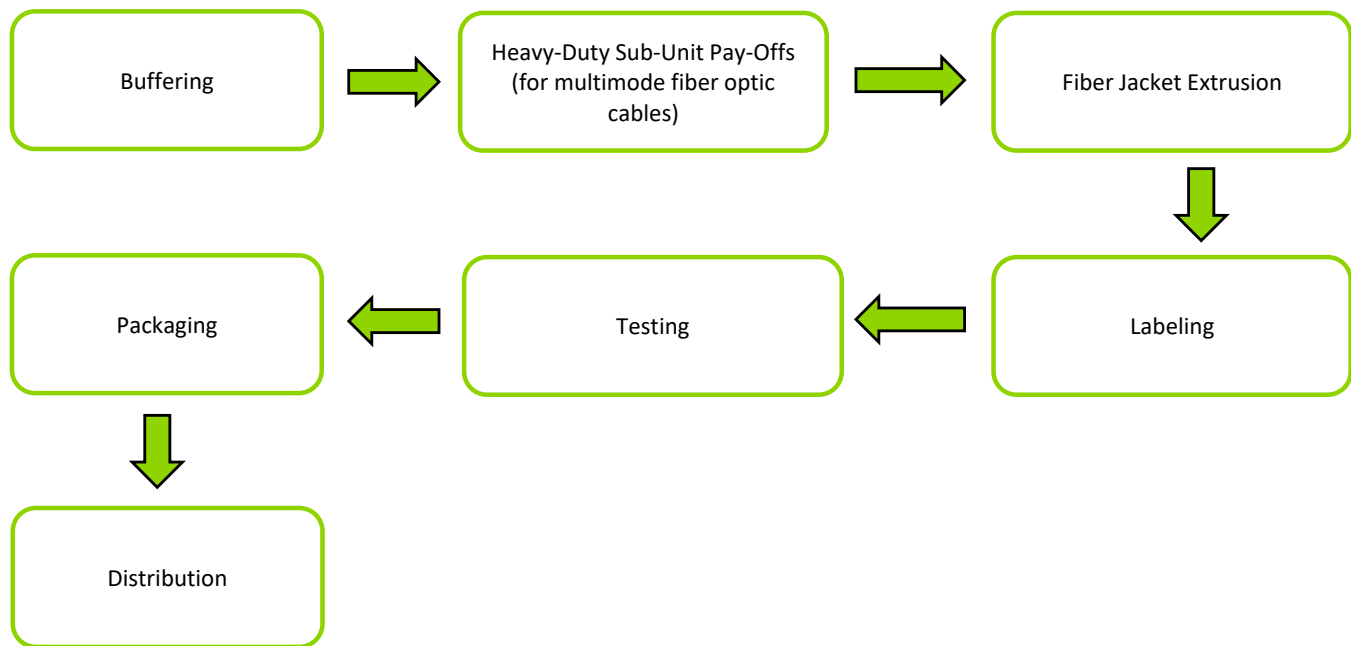 Buffering
Heavy-Duty Sub-Unit Pay-Offs
(for multimode fiber optic
cables)
Fiber Jacket Extrusion
Labeling
Testing
Packaging
Distribution